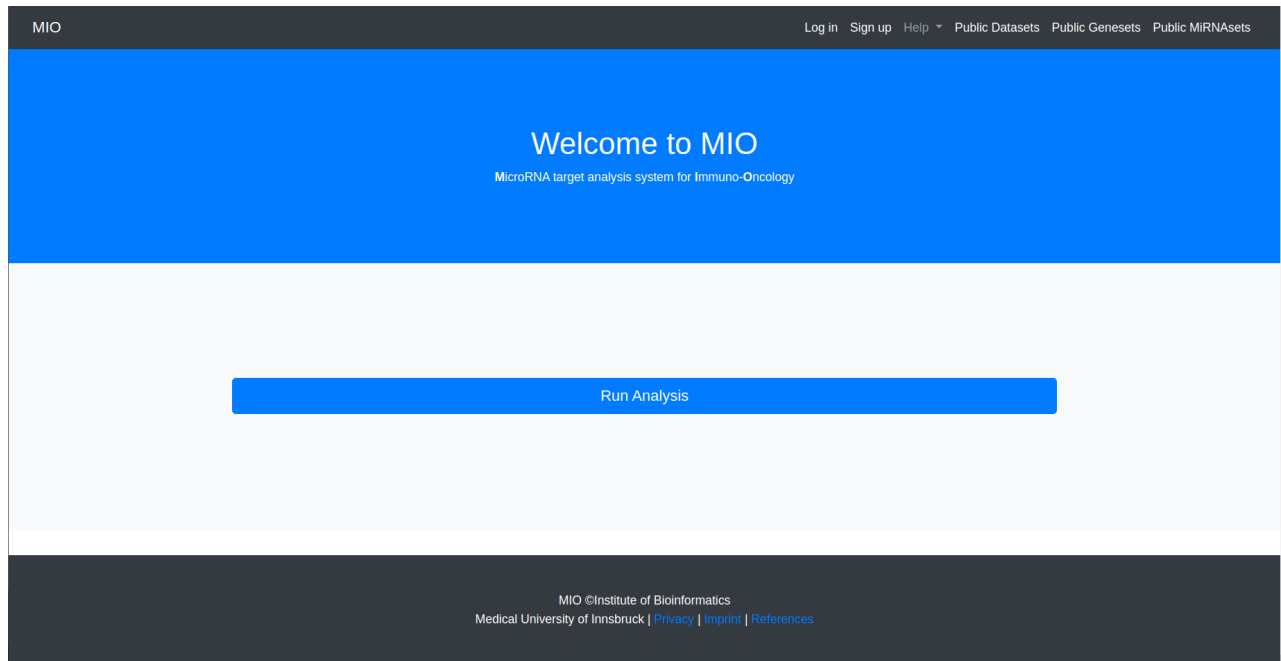 MIO Log in Sign up Help Public Datasets Public Genesets Public MiRNAsets
Welcome to MIO
MicroRNA target analysis system for Immuno-Oncology
Run Analysis
MIO ©Institute of Bioinformatics
Medical University of Innsbruck | Privacy | Imprint | References